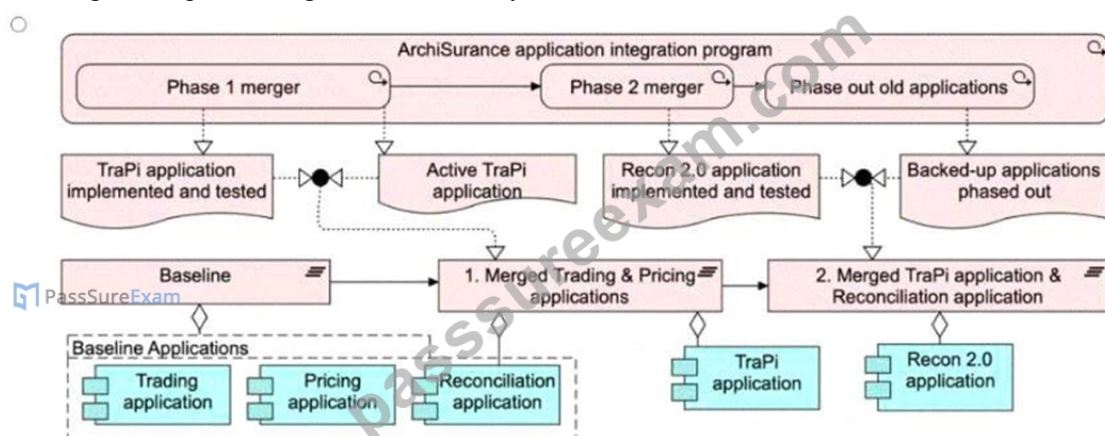 ArchiSurance application integration program
Phase 1 merger
Phase 2 merger
Phase out old applications
TraPi application
implemented and tested
Active TraPi
application
Recon 2.0 application
implemented and tested
Backed-up applications
phased out
Baseline
1. Merged Trading & Pricing
applications
2. Merged TraPi application &
Reconciliation application
PassSureExam
Baseline Applications
Trading
application
Pricing
application
Reconciliation
application
TraPi
application
Recon 2.0
application
passsureexam.com